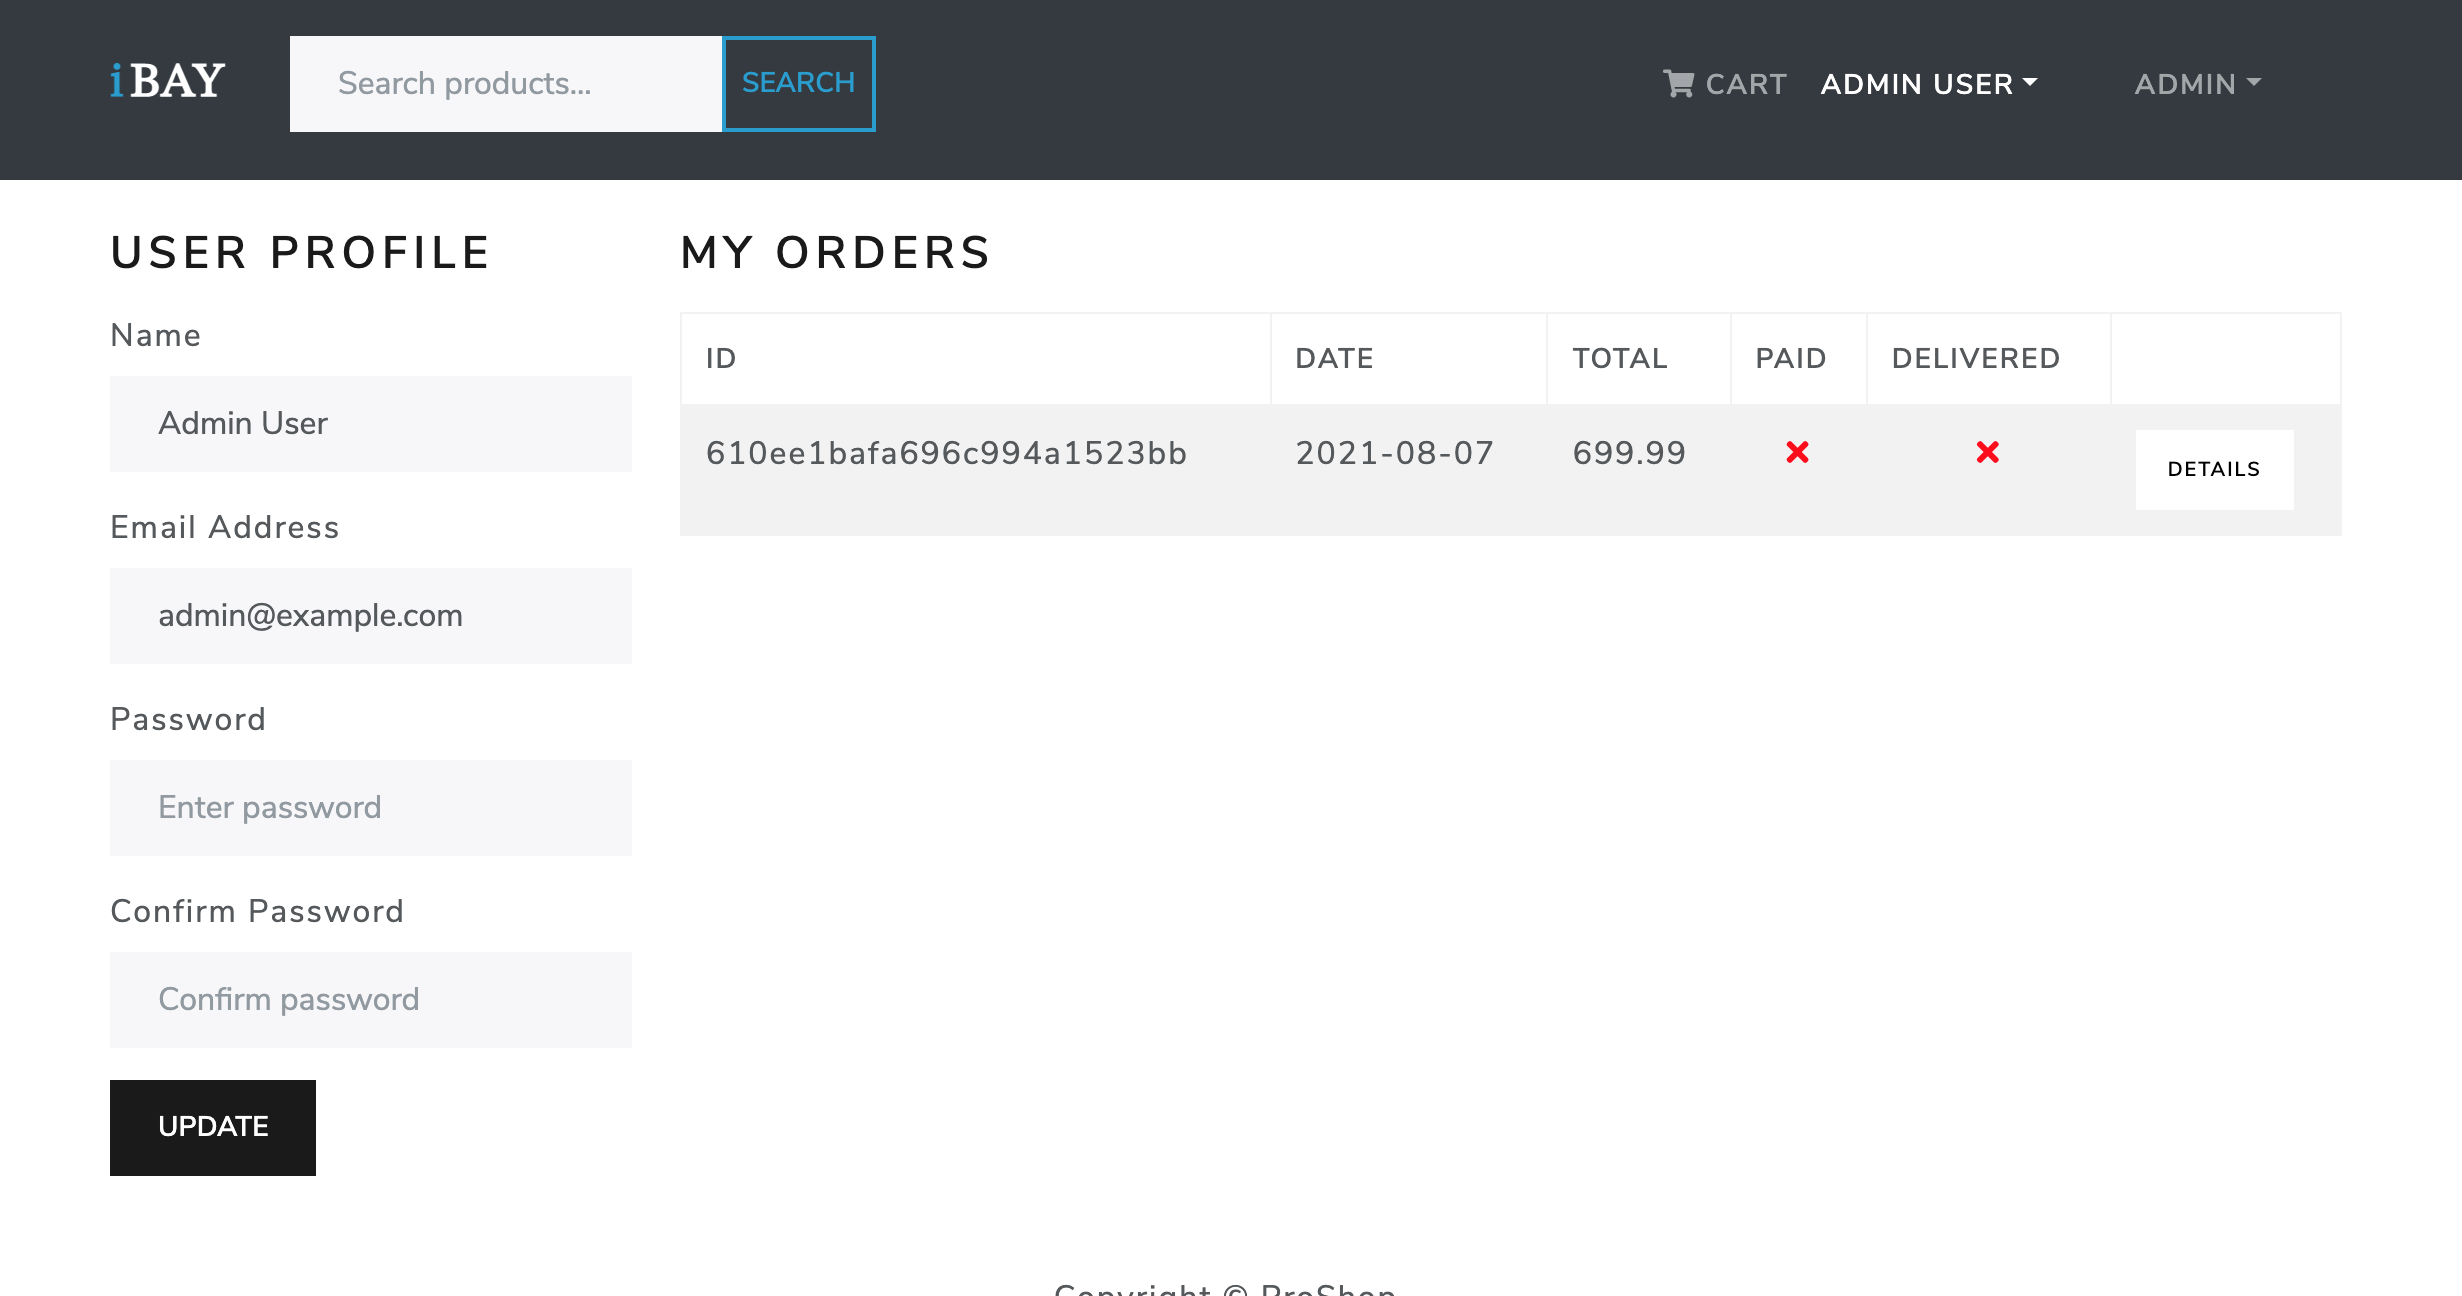 iBAY
Search products...
SEARCH
CART
ADMIN USER
ADMIN
USER PROFILE
Name
Admin User
Email Address
admin@example.com
Password
Enter password
Confirm Password
Confirm password
UPDATE
MY ORDERS
ID DATE TOTAL PAID DELIVERED
610ee1bafa696c994a1523bb 2021-08-07 699.99 DETAILS
Copyright © ProShop